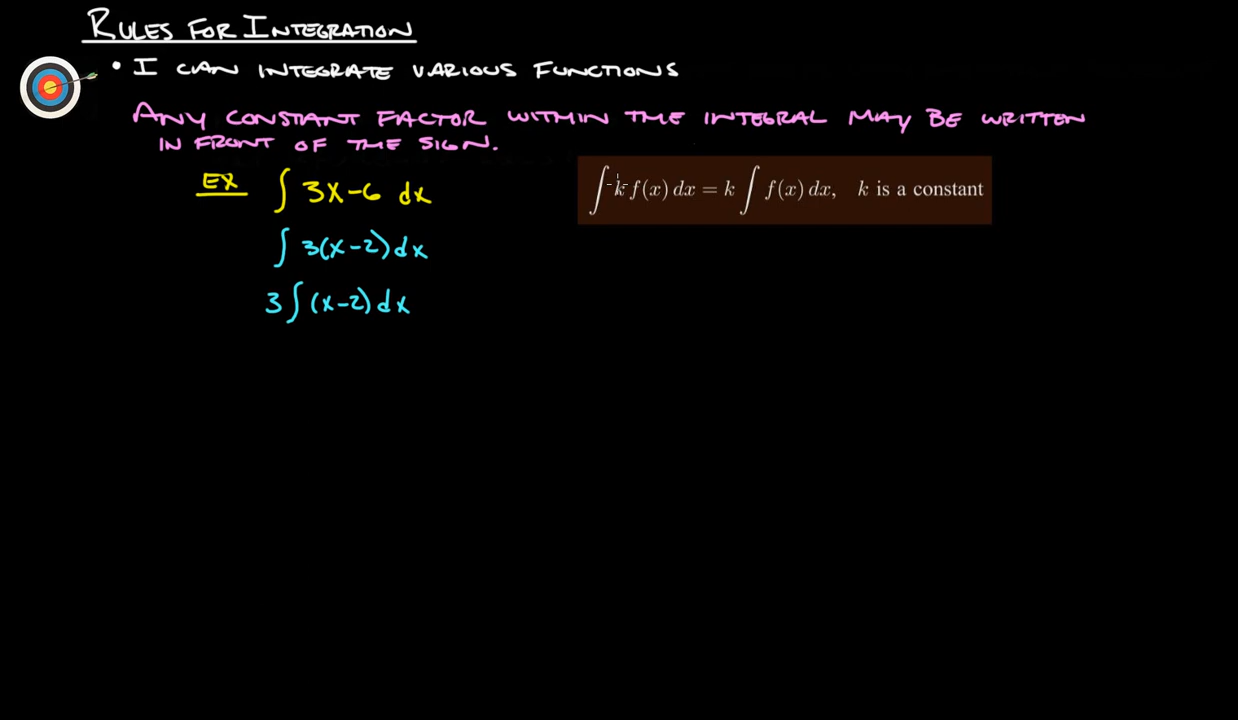 RULES FOR INTEGRATION
• I CAN INTEGRATE VARIOUS FUNCTIONS
ANY CONSTANT FACTOR WITHIN THE INTEGRAL MAY BE WRITTEN
IN FRONT OF THE SIGN.
EX ∫ 3x-6 dx
∫ k f(x) dx = k ∫ f(x) dx, k is a constant
∫ 3(x-2)dx
3∫(x-2)dx